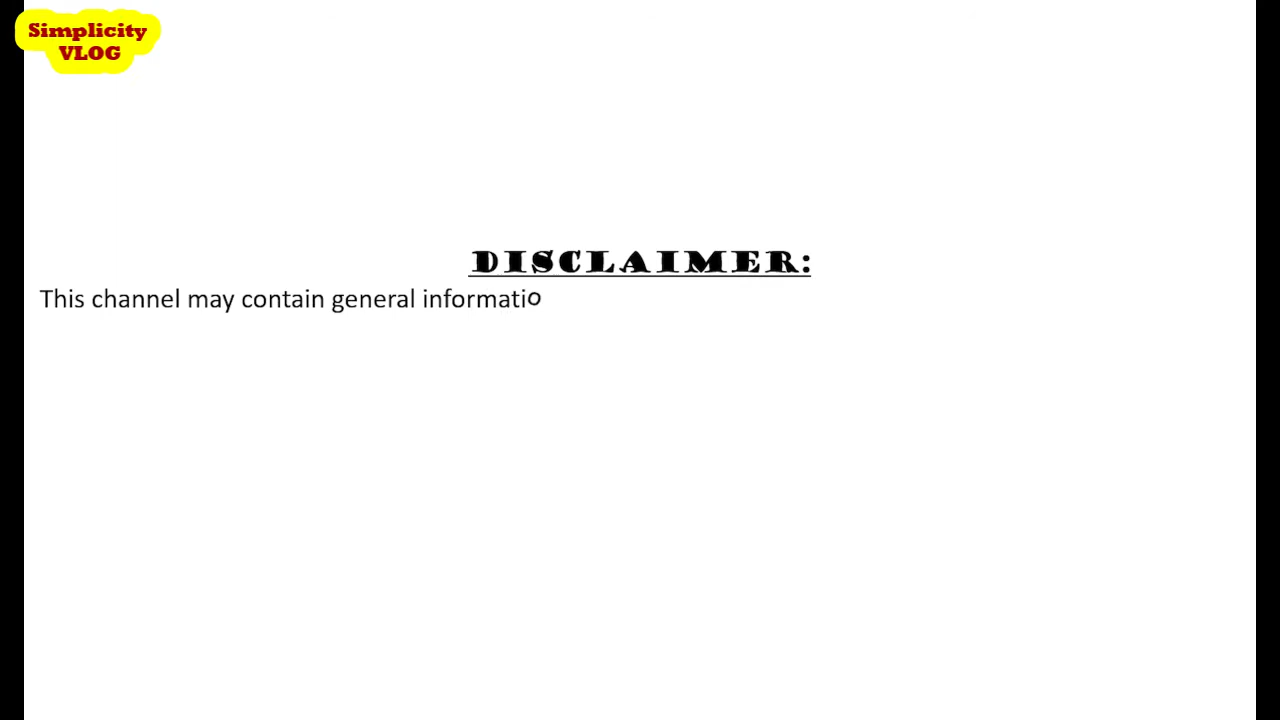 Simplicity
VLOG
DISCLAIMER:
This channel may contain general informatio